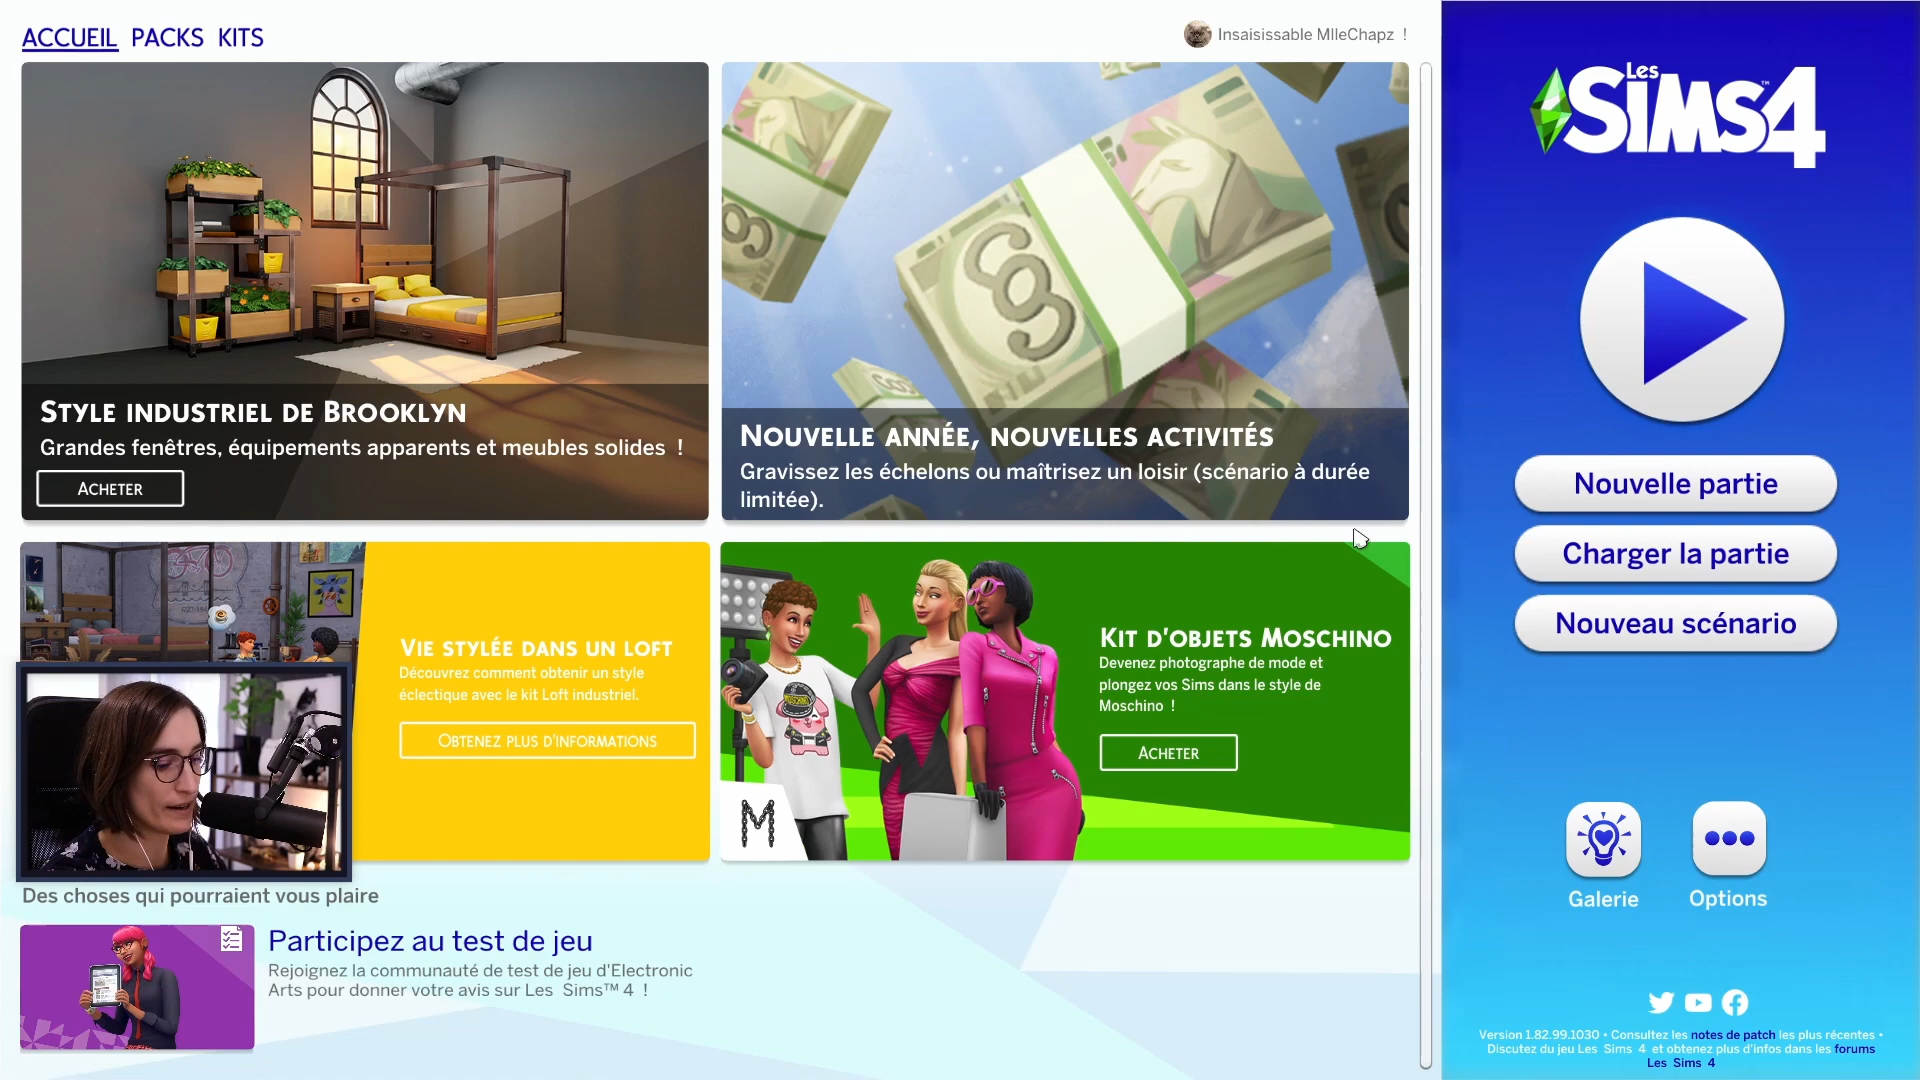 ACCUEIL PACKS KITS
Insaisissable MlleChapz !
STYLE INDUSTRIEL DE BROOKLYN
Grandes fenêtres, équipements apparents et meubles solides !
ACHETER
NOUVELLE ANNÉE, NOUVELLES ACTIVITÉS
Gravissez les échelons ou maîtrisez un loisir (scénario à durée
limitée).
VIE STYLÉE DANS UN LOFT
Découvrez comment obtenir un style
éclectique avec le kit Loft industriel.
OBTENEZ PLUS D'INFORMATIONS
KIT D'OBJETS MOSCHINO
Devenez photographe de mode et
plongez vos Sims dans le style de
Moschino !
ACHETER
M
Des choses qui pourraient vous plaire
Participez au test de jeu
Rejoignez la communauté de test de jeu d'Electronic
Arts pour donner votre avis sur Les Sims™ 4 !
Les
SIMS4™
Nouvelle partie
Charger la partie
Nouveau scénario
Galerie
Options
Version 1.82.99.1030 • Consultez les notes de patch les plus récentes •
Discutez du jeu Les Sims 4 et obtenez plus d'infos dans les forums
Les Sims 4